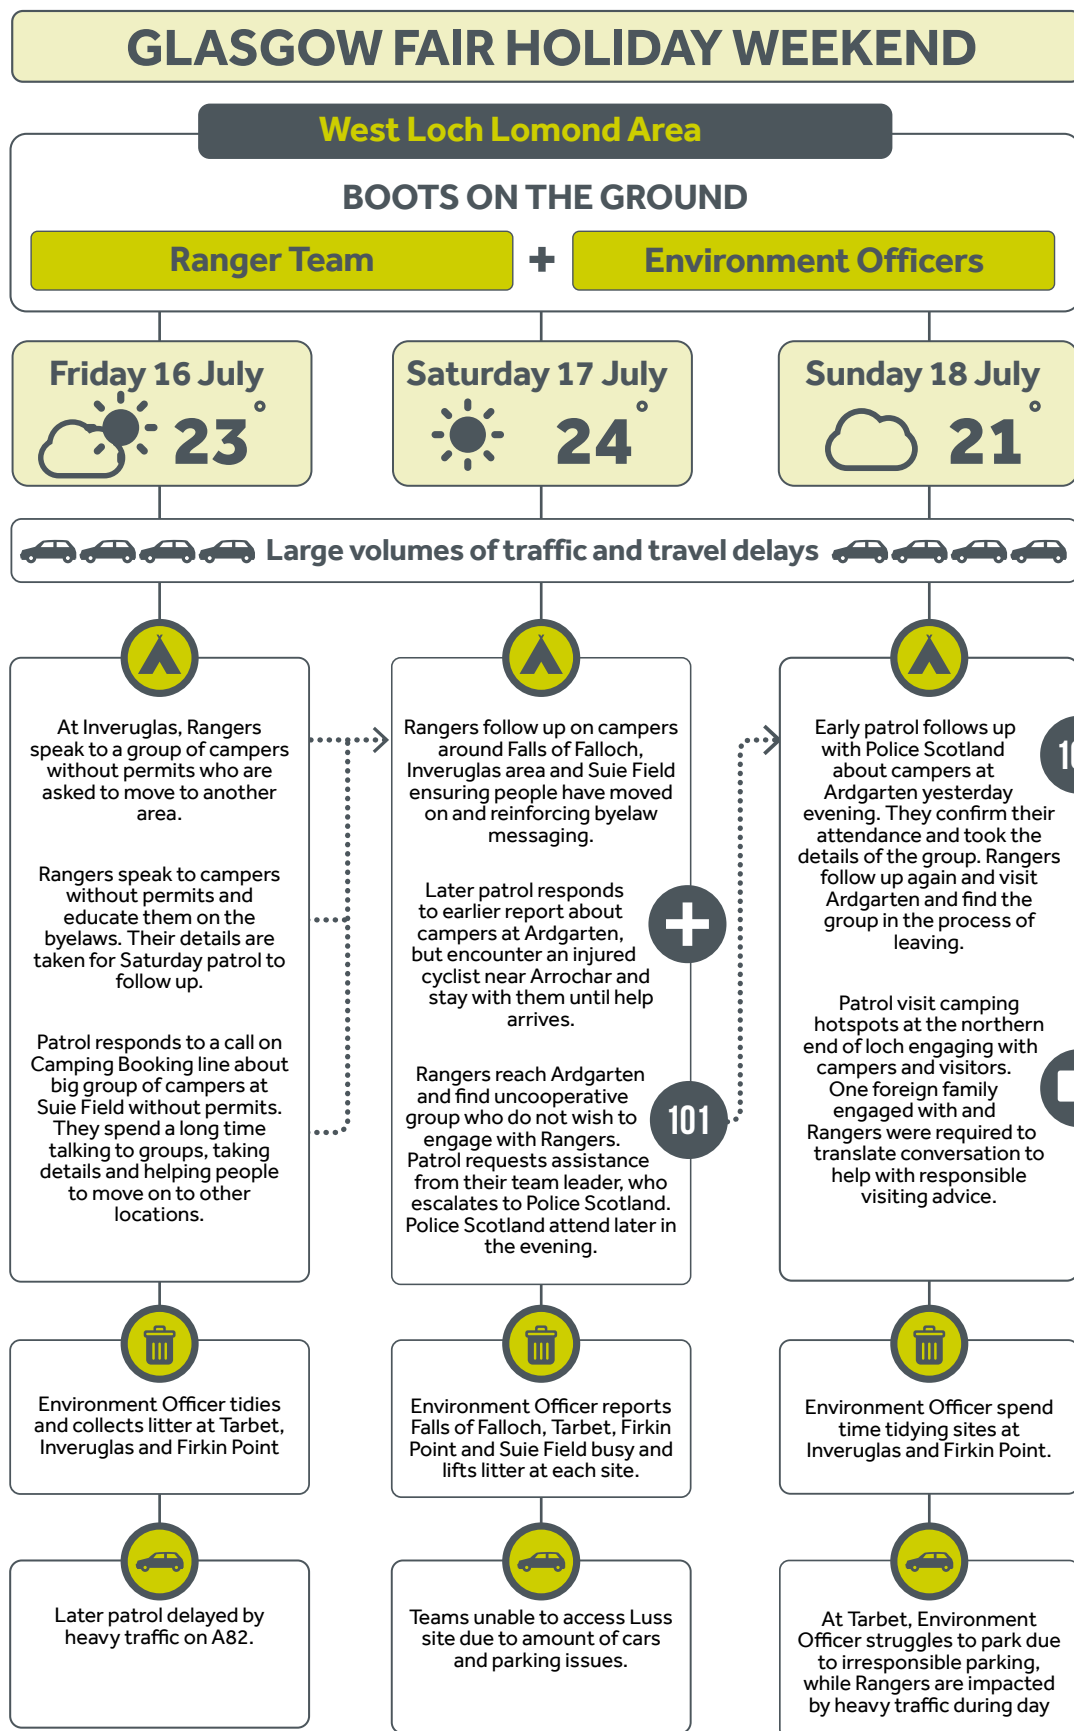 GLASGOW FAIR HOLIDAY WEEKEND
West Loch Lomond Area
BOOTS ON THE GROUND
Ranger Team
+
Environment Officers
Friday 16 July
23°
Saturday 17 July
24°
Sunday 18 July
21°
Large volumes of traffic and travel delays
At Inveruglas, Rangers
speak to a group of campers
without permits who are
asked to move to another
area.
Rangers speak to campers
without permits and
educate them on the
byelaws. Their details are
taken for Saturday patrol to
follow up.
Patrol responds to a call on
Camping Booking line about
big group of campers at
Suie Field without permits.
They spend a long time
talking to groups, taking
details and helping people
to move on to other
locations.
Rangers follow up on campers
around Falls of Falloch,
Inveruglas area and Suie Field
ensuring people have moved
on and reinforcing byelaw
messaging.
Later patrol responds
to earlier report about
campers at Ardgarten,
but encounter an injured
cyclist near Arrochar and
stay with them until help
arrives.
Rangers reach Ardgarten
and find uncooperative
group who do not wish to
engage with Rangers.
Patrol requests assistance
from their team leader, who
escalates to Police Scotland.
Police Scotland attend later in
the evening.
101
Early patrol follows up
with Police Scotland
about campers at
Ardgarten yesterday
evening. They confirm their
attendance and took the
details of the group. Rangers
follow up again and visit
Ardgarten and find the
group in the process of
leaving.
Patrol visit camping
hotspots at the northern
end of loch engaging with
campers and visitors.
One foreign family
engaged with and
Rangers were required to
translate conversation to
help with responsible
visiting advice.
Environment Officer tidies
and collects litter at Tarbet,
Inveruglas and Firkin Point
Environment Officer reports
Falls of Falloch, Tarbet, Firkin
Point and Suie Field busy and
lifts litter at each site.
Environment Officer spend
time tidying sites at
Inveruglas and Firkin Point.
Later patrol delayed by
heavy traffic on A82.
Teams unable to access Luss
site due to amount of cars
and parking issues.
At Tarbet, Environment
Officer struggles to park due
to irresponsible parking,
while Rangers are impacted
by heavy traffic during day